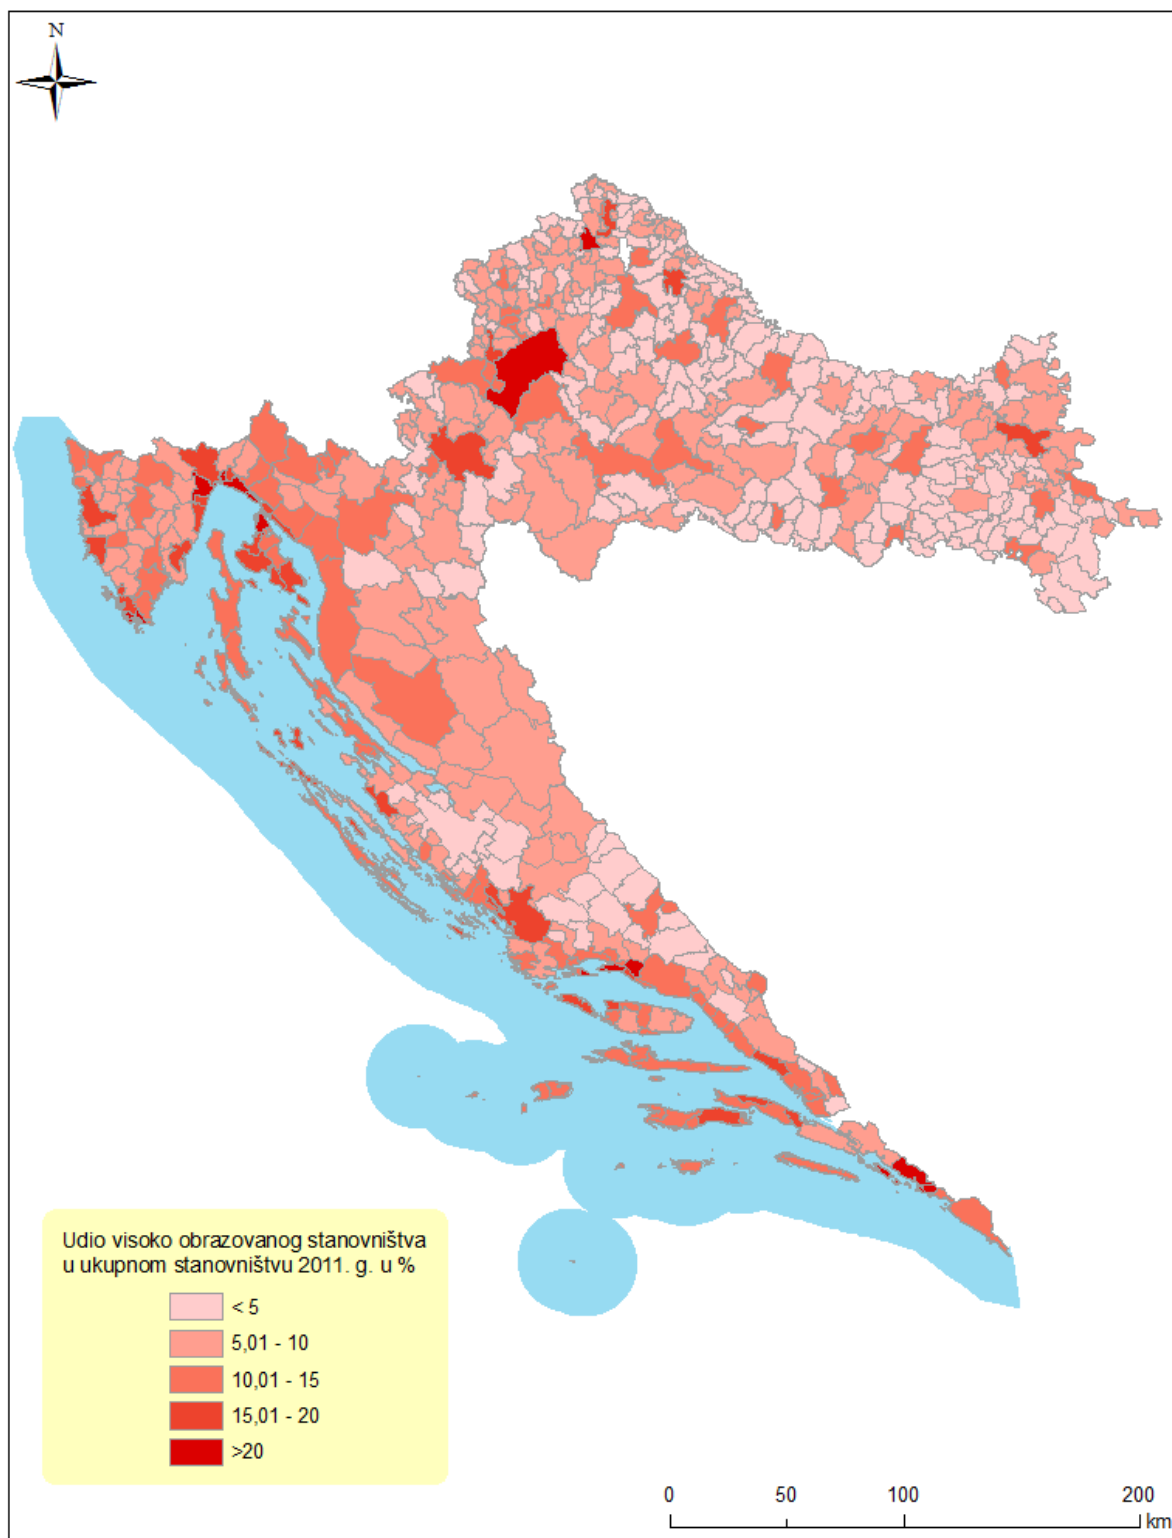 N
Udio visoko obrazovanog stanovništva
u ukupnom stanovništvu 2011. g. u %
< 5
5,01 - 10
10,01 - 15
15,01 - 20
>20
0 50 100 200
km